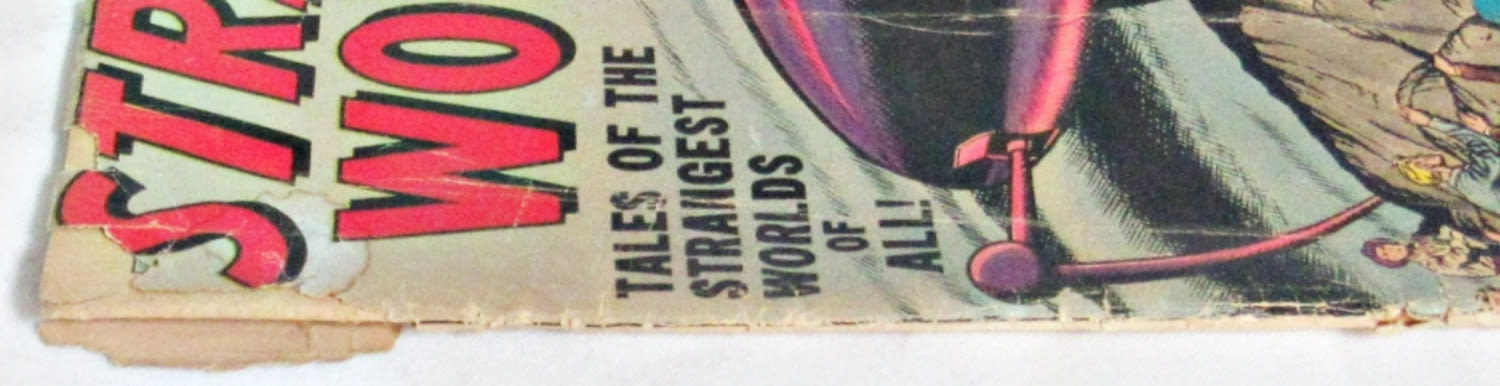 STR
WO
TALES OF THE
STRANGEST
WORLDS
OF
ALL!